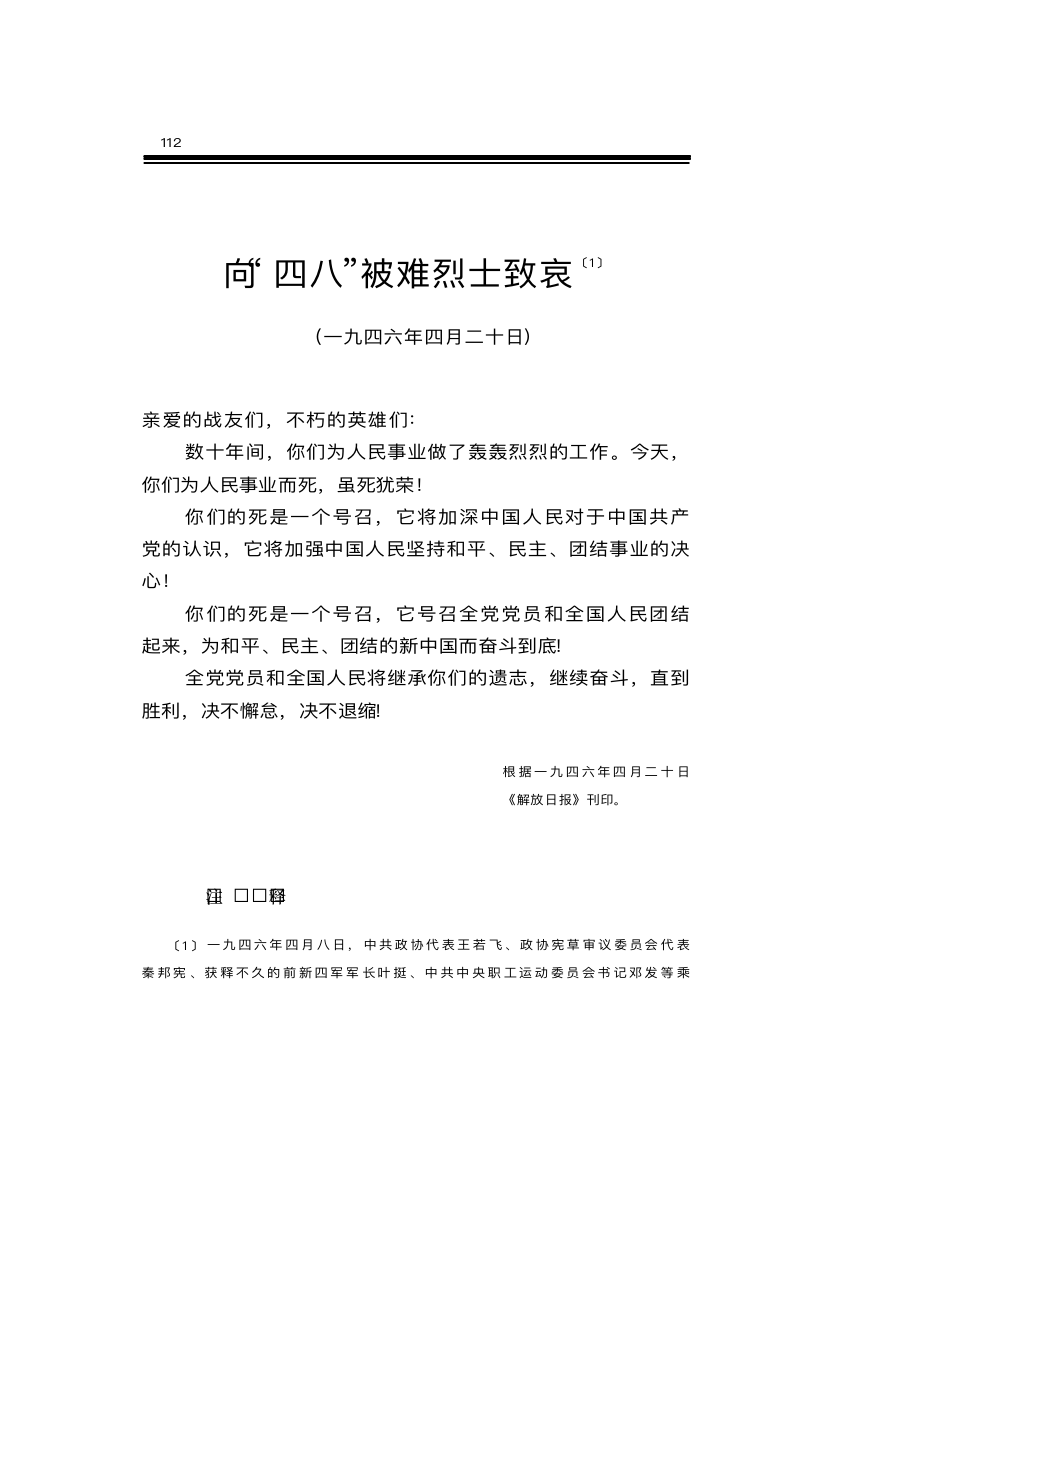 112
向“四八”被难烈士致哀〔1〕
（一九四六年四月二十日）
亲爱的战友们，不朽的英雄们：
数十年间，你们为人民事业做了轰轰烈烈的工作。今天，
你们为人民事业而死，虽死犹荣！
你们的死是一个号召，它将加深中国人民对于中国共产
党的认识，它将加强中国人民坚持和平、民主、团结事业的决
心！
你们的死是一个号召，它号召全党党员和全国人民团结
起来，为和平、民主、团结的新中国而奋斗到底!
全党党员和全国人民将继承你们的遗志，继续奋斗，直到
胜利，决不懈怠，决不退缩!
根据一九四六年四月二十日
《解放日报》刊印。
注 □□释
〔1〕一九四六年四月八日，中共政协代表王若飞、政协宪草审议委员会代表
秦邦宪、获释不久的前新四军军长叶挺、中共中央职工运动委员会书记邓发等乘